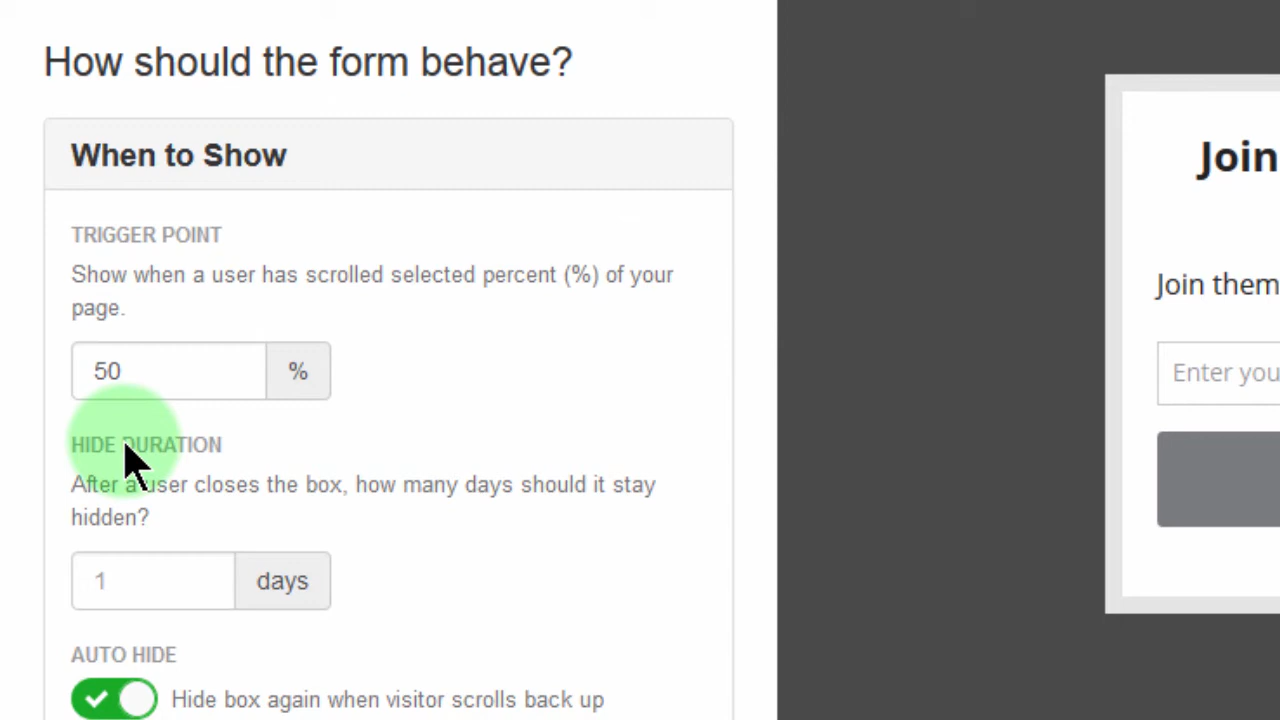 How should the form behave?
When to Show
TRIGGER POINT
Show when a user has scrolled selected percent (%) of your
page.
50 %
HIDE DURATION
After a user closes the box, how many days should it stay
hidden?
1 days
AUTO HIDE
Hide box again when visitor scrolls back up
Join
Join them
Enter you